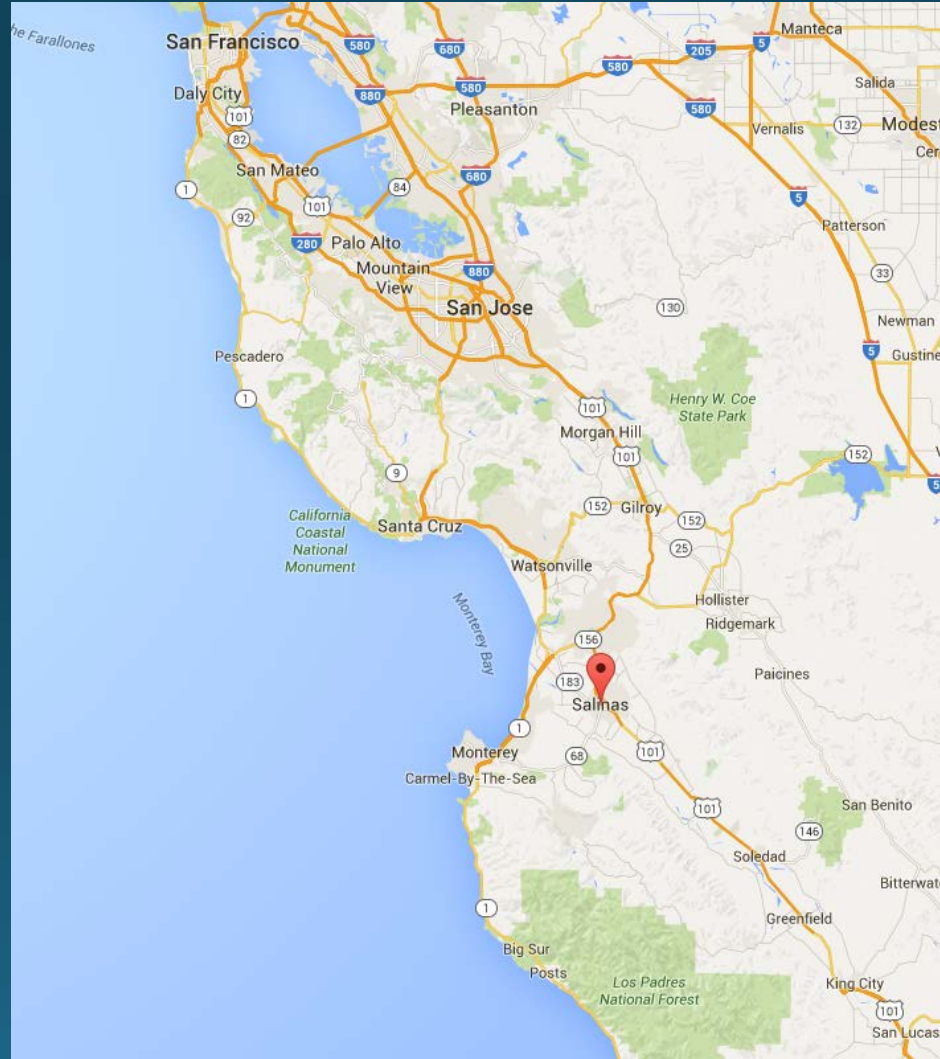 he Farallones
San Francisco
580
680
205
5
Manteca
580
Daly City
880
580
Pleasanton
580
Salida
101
82
Vernalis
132
Modest
Cer
San Mateo
680
84
1
101
5
92
280
Palo Alto
Patterson
Mountain
View
880
33
San Jose
130
Newman
Pescadero
5
Gustine
1
Henry W. Coe
State Park
101
Morgan Hill
101
152
9
5
152
Gilroy
152
California
Coastal
National
Monument
Santa Cruz
25
Watsonville
Monterey Bay
Hollister
Ridgemark
156
183
Paicines
Salinas
1
Monterey
68
101
Carmel-By-The-Sea
101
San Benito
146
Soledad
Bitterwat
1
Greenfield
Big Sur
Posts
Los Padres
National Forest
King City
101
San Lucas